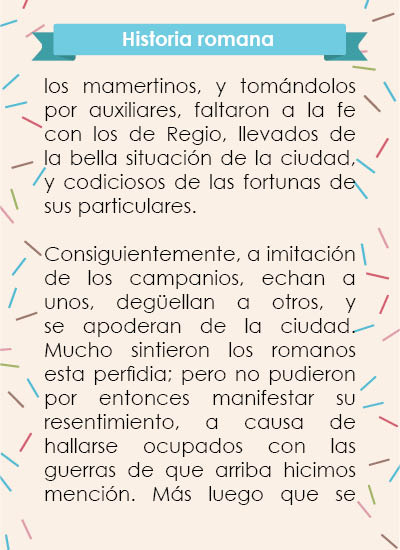 Historia romana
los mamertinos, y tomándolos
por auxiliares, faltaron a la fe
con los de Regio, llevados de
la bella situación de la ciudad,
y codiciosos de las fortunas de
sus particulares.
Consiguientemente, a imitación
de los campanios, echan a
unos, degüellan a otros, y
se apoderan de la ciudad.
Mucho sintieron los romanos
esta perfidia; pero no pudieron
por entonces manifestar su
resentimiento, a causa de
hallarse ocupados con las
guerras de que arriba hicimos
mención. Más luego que se